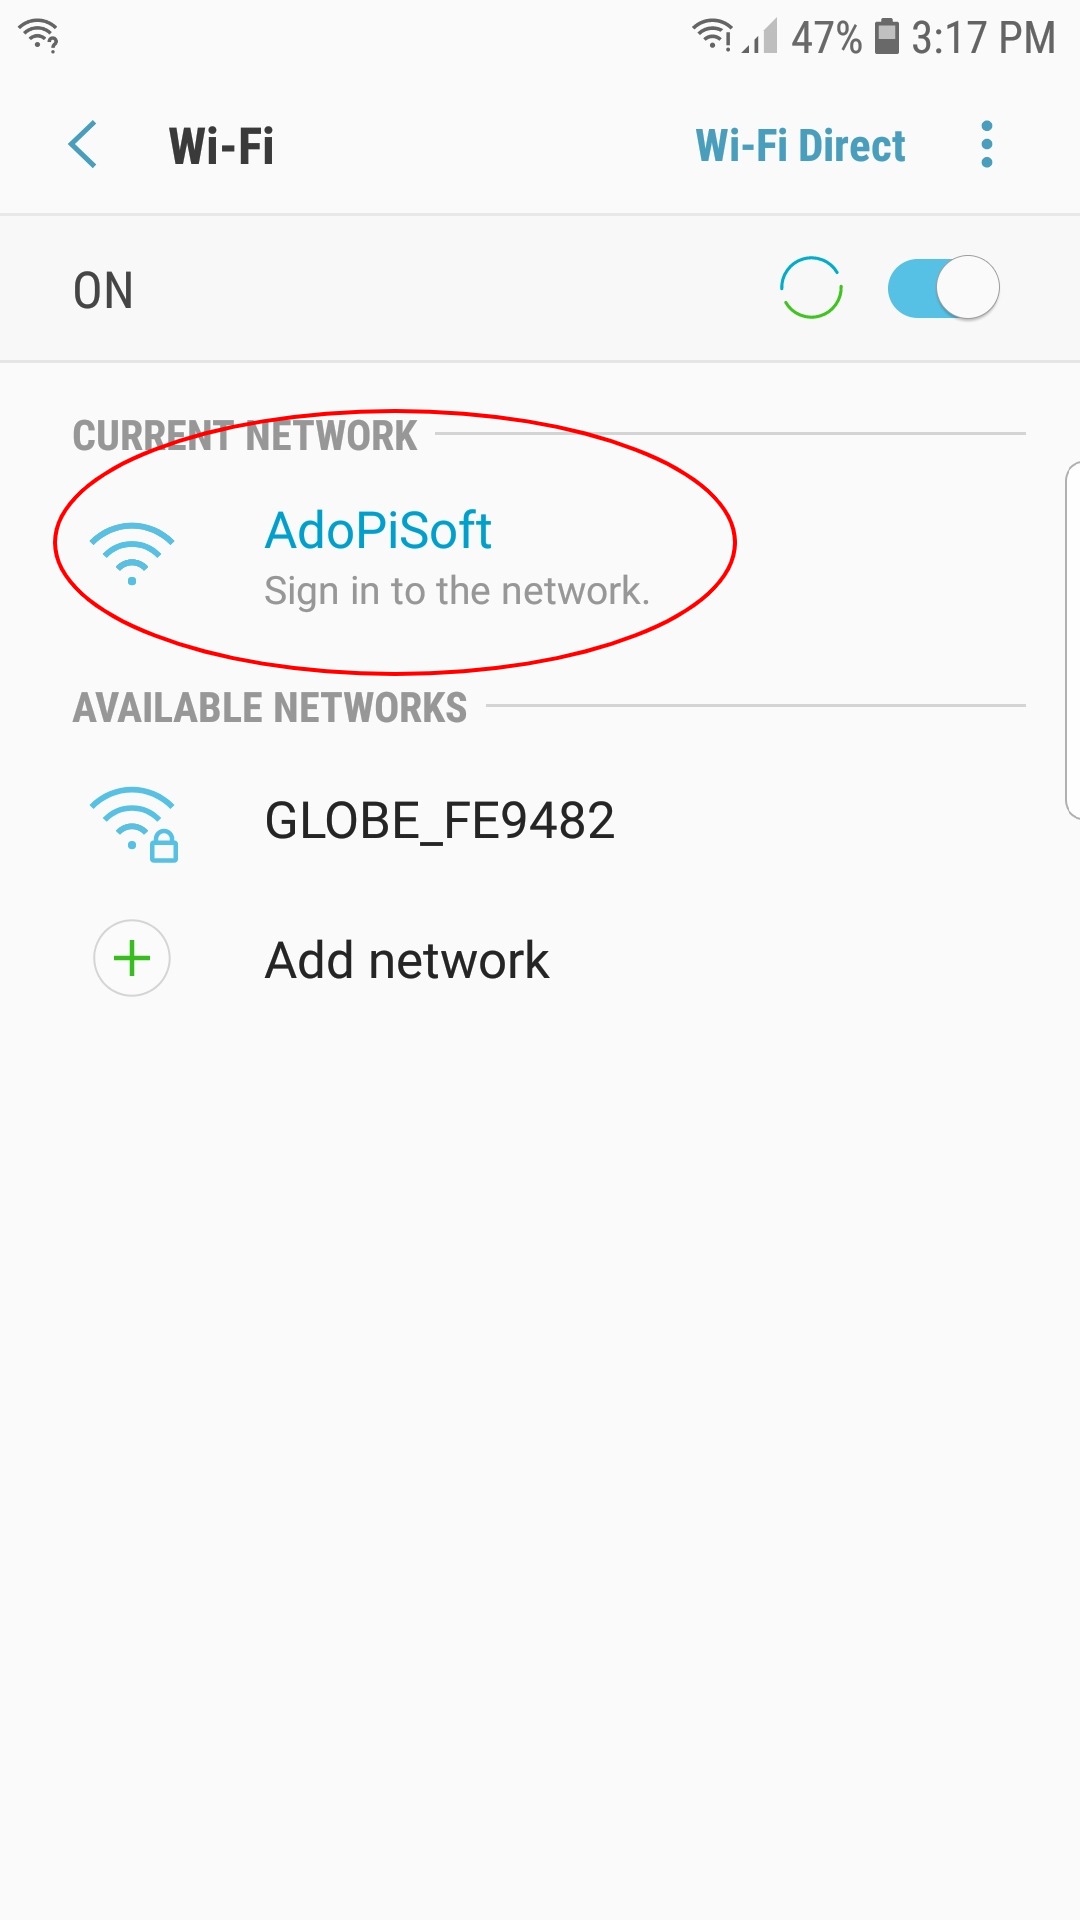 47% 3:17 PM
Wi-Fi Wi-Fi Direct
ON
CURRENT NETWORK
AdoPiSoft
Sign in to the network.
AVAILABLE NETWORKS
GLOBE_FE9482
Add network